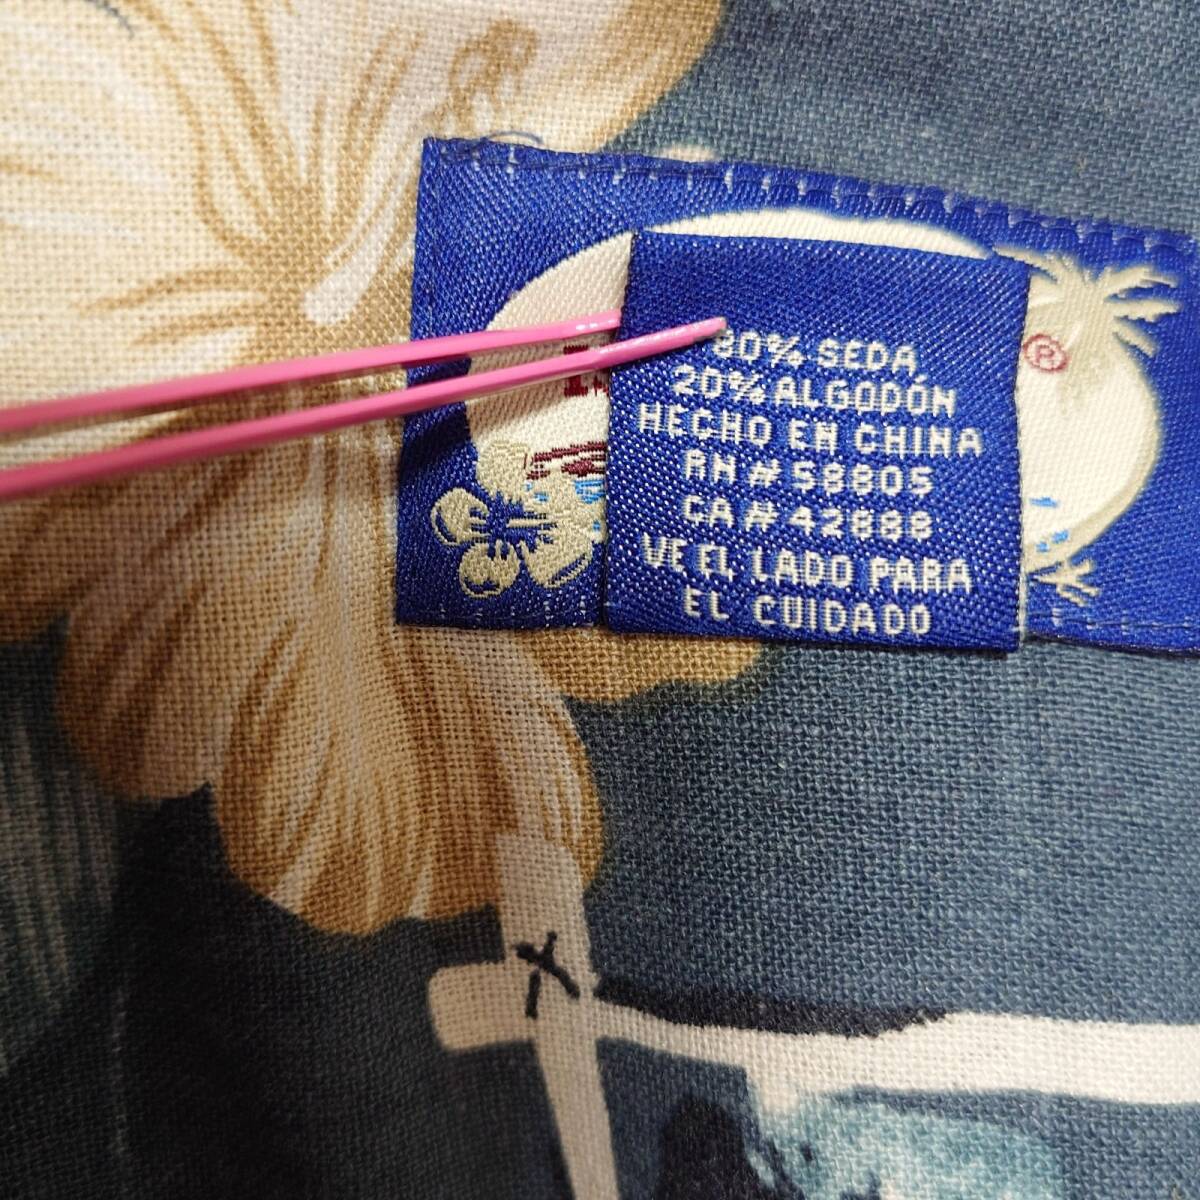 80% SEDA
20% ALGODÓN
HECHO EN CHINA
RN # 58805
CA # 42888
VE EL LADO PARA
EL CUIDADO
®